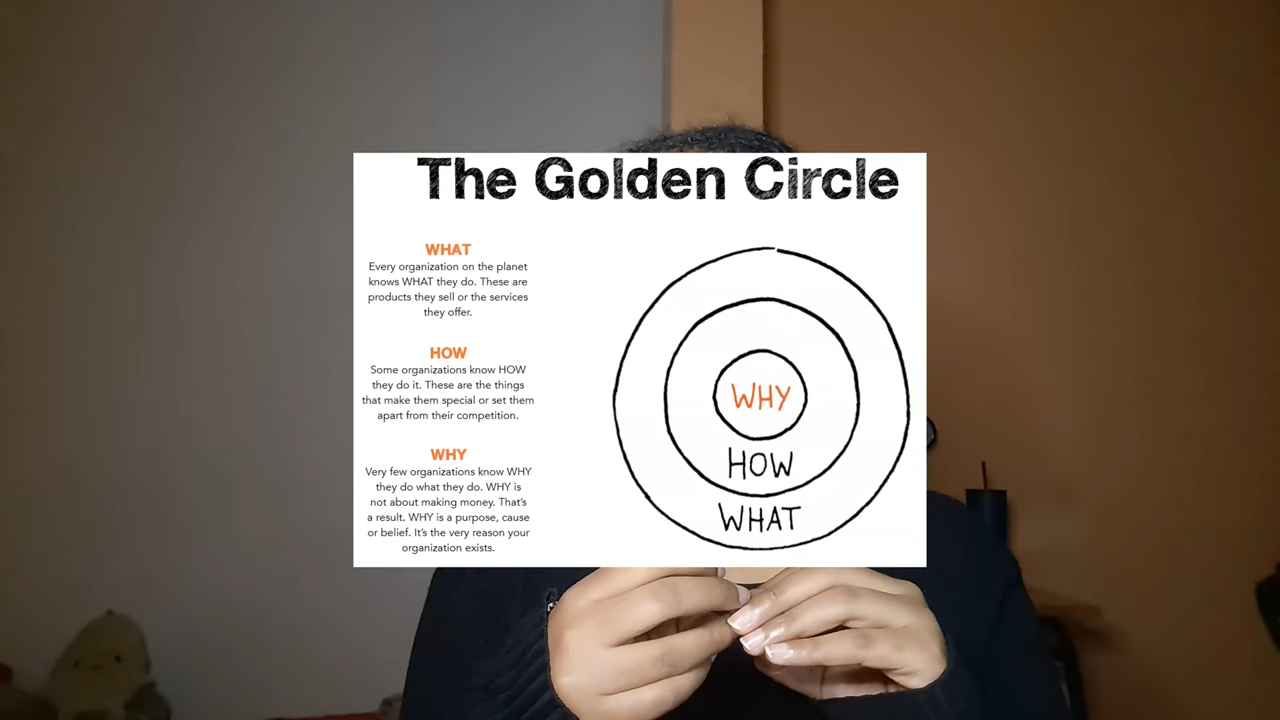 The Golden Circle
WHAT
Every organization on the planet
knows WHAT they do. These are
products they sell or the services
they offer.
HOW
Some organizations know HOW
they do it. These are the things
that make them special or set them
apart from their competition.
WHY
Very few organizations know WHY
they do what they do. WHY is
not about making money. That's
a result. WHY is a purpose, cause
or belief. It's the very reason your
organization exists.
WHY
HOW
WHAT